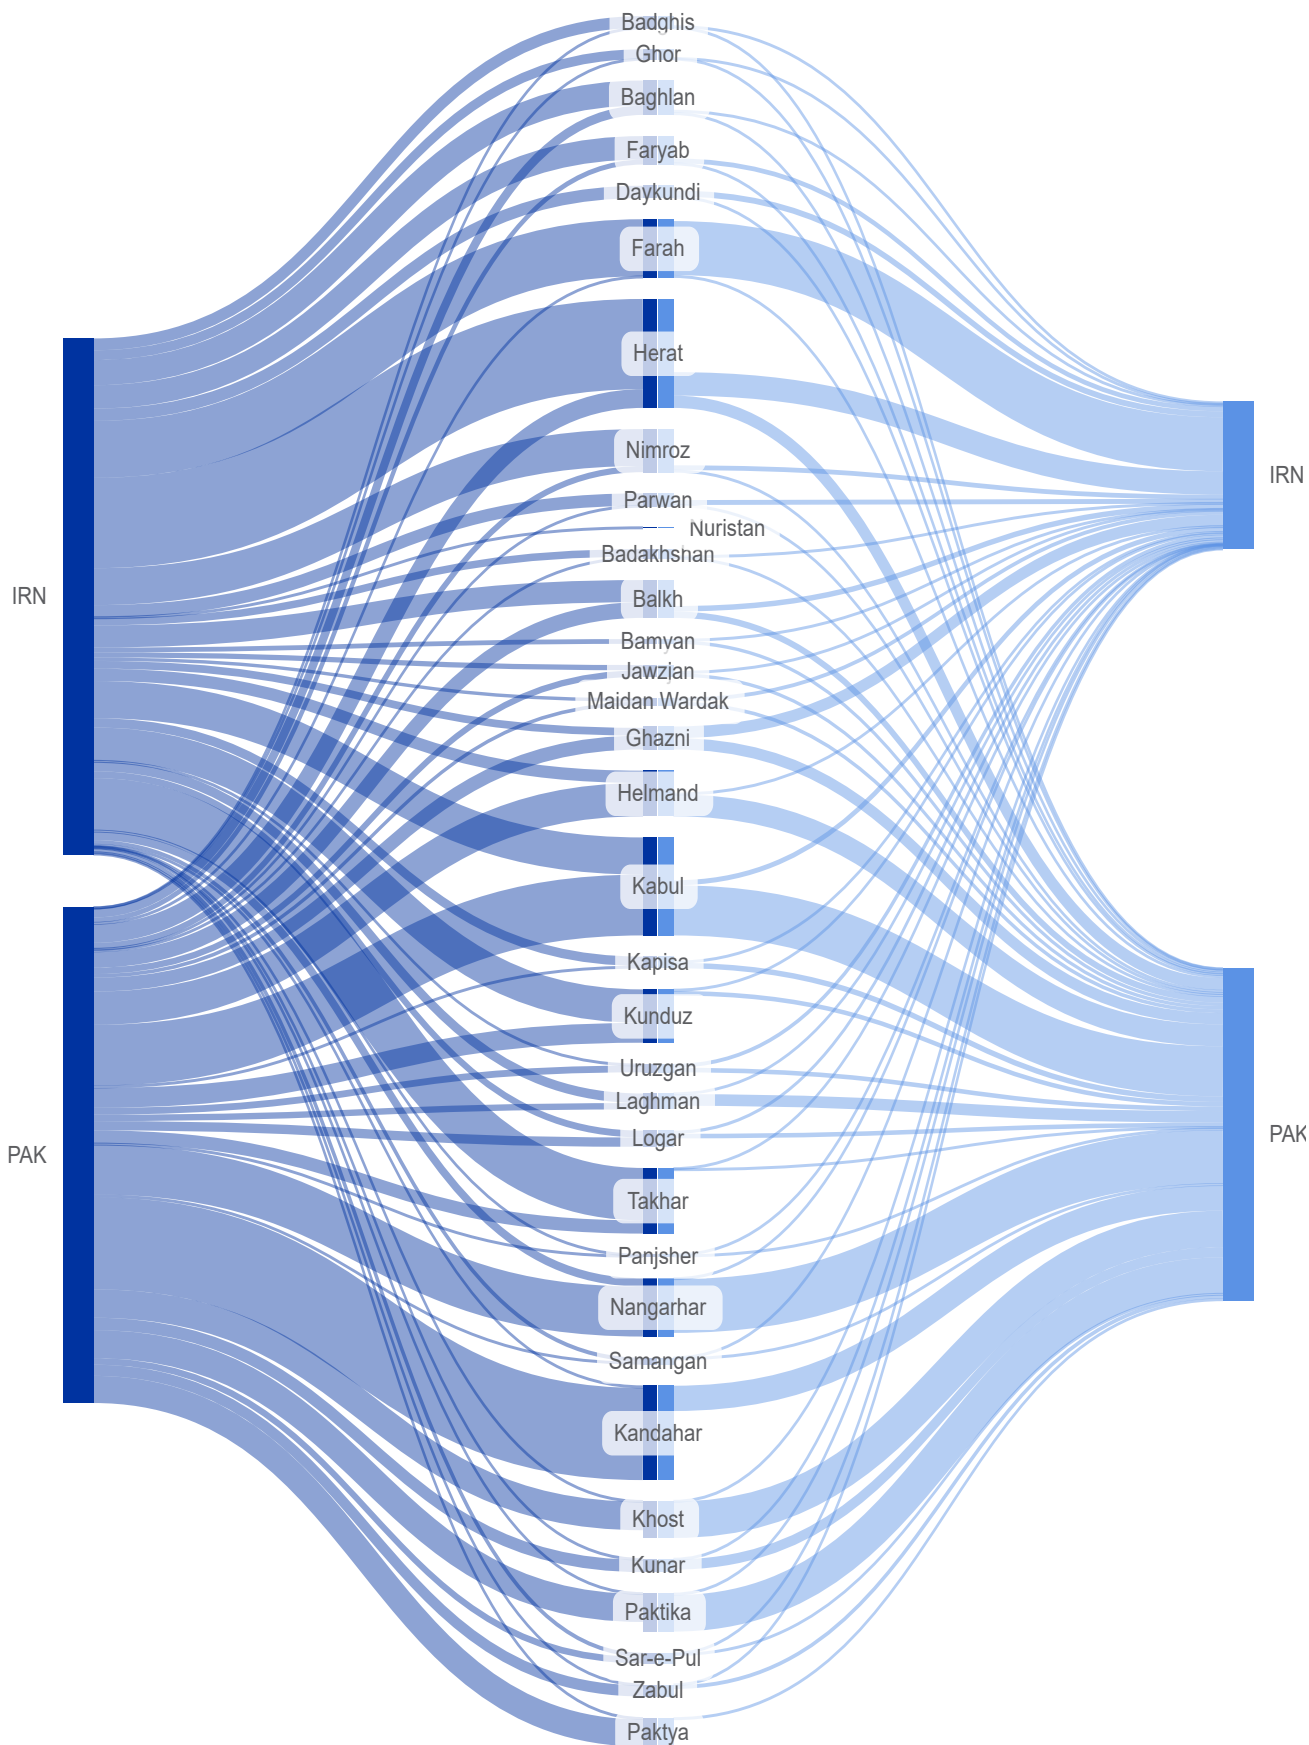 Badghis
Ghor
Baghlan
Faryab
Daykundi
Farah
Herat
Nimroz
IRN
Parwan
Nuristan
Badakhshan
IRN
Balkh
Bamyan
Jawzjan
Maidan Wardak
Ghazni
Helmand
Kabul
Kapisa
Kunduz
Uruzgan
Laghman
Logar
PAK
PAK
Takhar
Panjsher
Nangarhar
Samangan
Kandahar
Khost
Kunar
Paktika
Sar-e-Pul
Zabul
Paktya